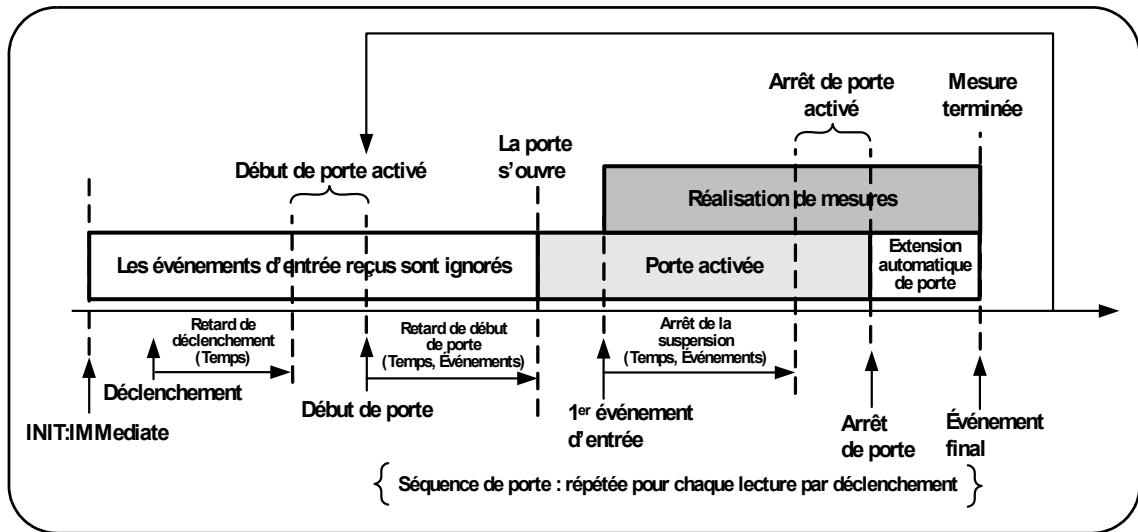 Arrêt de porte
activé
Mesure
terminée
La porte
s'ouvre
Début de porte activé
Réalisation de mesures
Les événements d'entrée reçus sont ignorés
Porte activée
Extension
automatique
de porte
Retard de
déclenchement
(Temps)
Retard de début
de porte
(Temps, Événements)
Arrêt de la
suspension
(Temps, Événements)
Déclenchement
Début de porte
1er événement
d'entrée
Arrêt
de porte
Événement
final
INIT:IMMediate
Séquence de porte : répétée pour chaque lecture par déclenchement